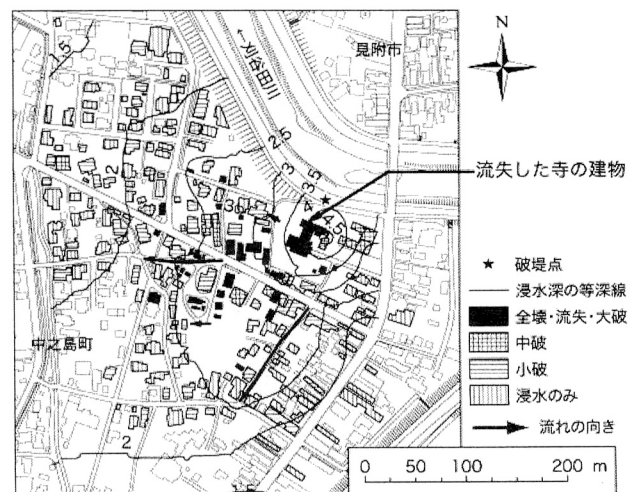 N
見附市
←刈谷田川
流失した寺の建物
中之島町
1.5
2
2.5
3
3.5
4
4.5
3
2
★ 破堤点
浸水深の等深線
全壊・流失・大破
中破
小破
浸水のみ
流れの向き
0 50 100 200 m